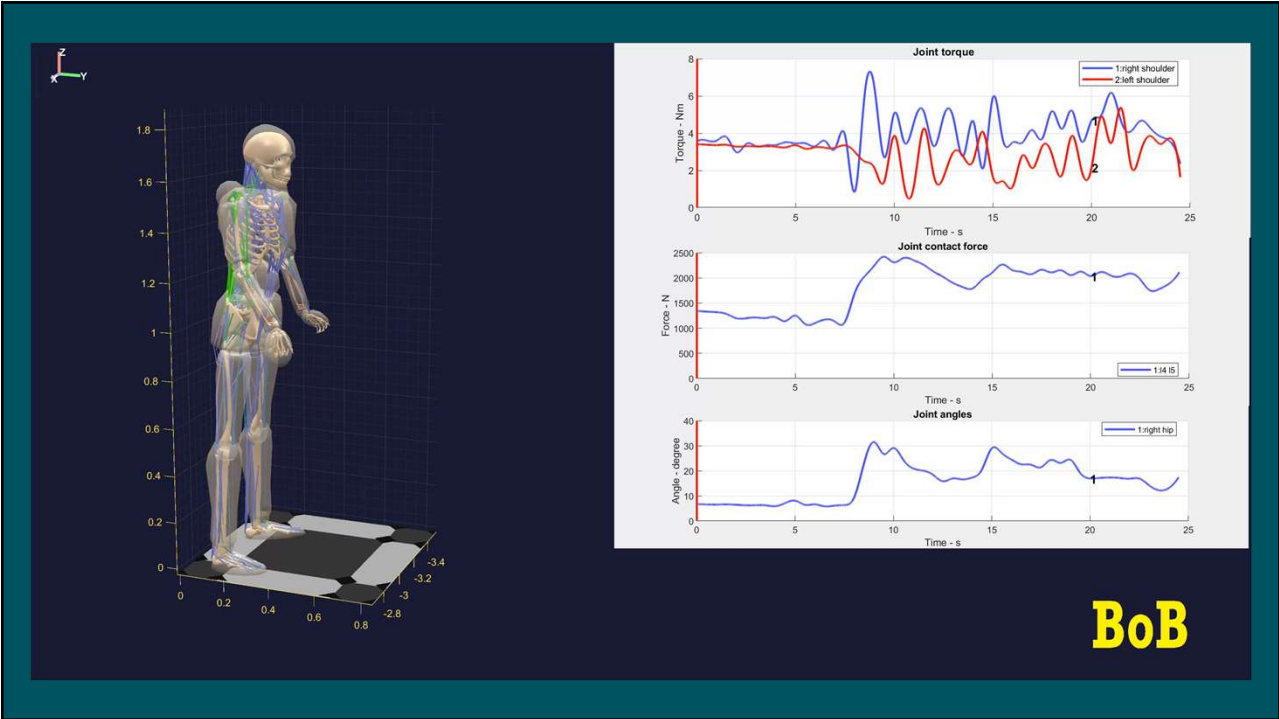 Z
Y
X
1.8
1.6
1.4
1.2
1
0.8
0.6
0.4
0.2
0
0
0.2
0.4
0.6
0.8
-2.8
-3
-3.2
-3.4
Joint torque
Torque - Nm
8
6
4
2
0
1:right shoulder
2:left shoulder
1
2
0 5 10 15 20 25
Time - s
Joint contact force
Force - N
2500
2000
1500
1000
500
0
1
1:l4 l5
0 5 10 15 20 25
Time - s
Joint angles
Angle - degree
40
30
20
10
0
1:right hip
1
0 5 10 15 20 25
Time - s
BoB